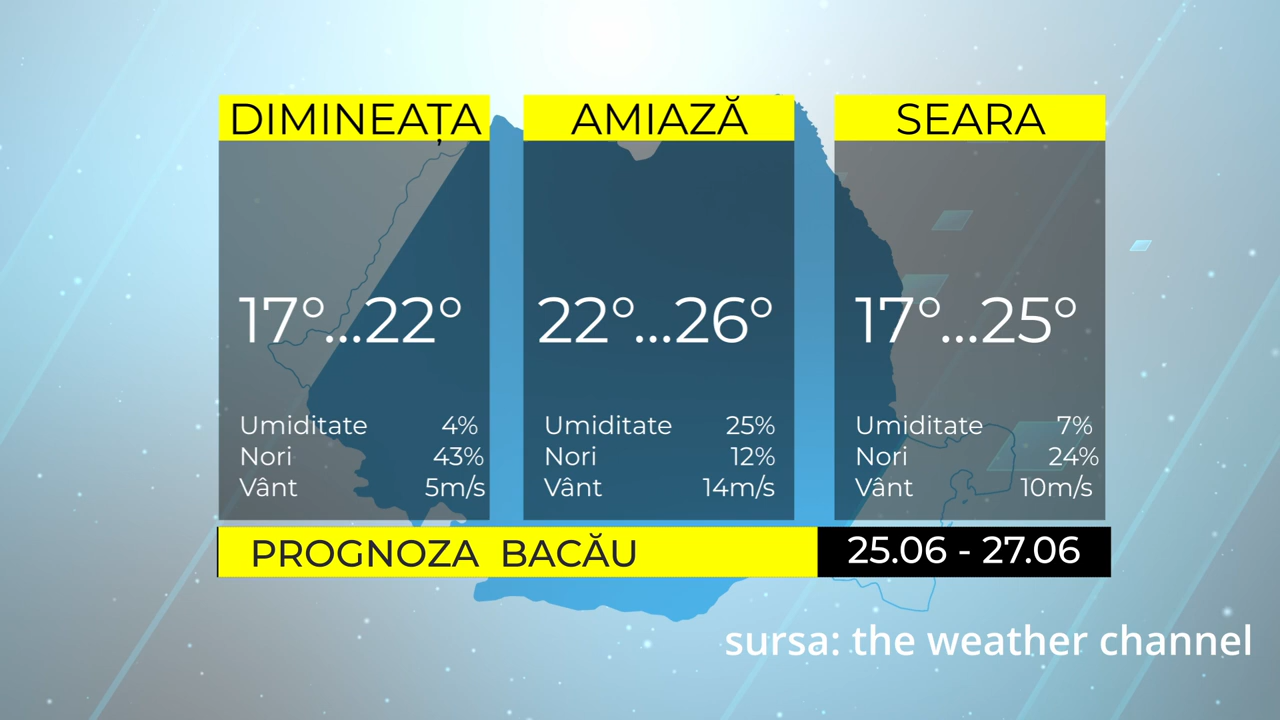 DIMINEAȚA
17°...22°
Umiditate 4%
Nori 43%
Vânt 5m/s
AMIAZĂ
22°...26°
Umiditate 25%
Nori 12%
Vânt 14m/s
SEARA
17°...25°
Umiditate 7%
Nori 24%
Vânt 10m/s
PROGNOZA BACĂU
25.06 - 27.06
sursa: the weather channel